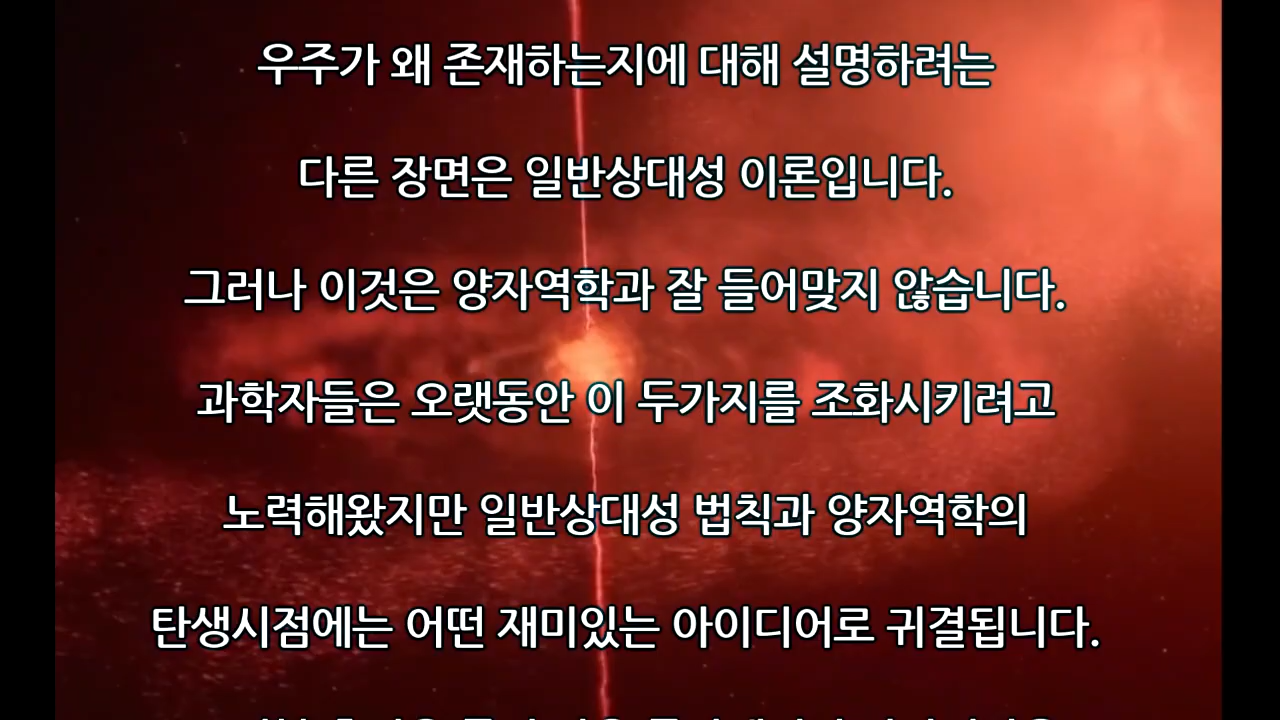 우주가 왜 존재하는지에 대해 설명하려는
다른 장면은 일반상대성 이론입니다.
그러나 이것은 양자역학과 잘 들어맞지 않습니다.
과학자들은 오랫동안 이 두가지를 조화시키려고
노력해왔지만 일반상대성 법칙과 양자역학의
탄생시점에는 어떤 재미있는 아이디어로 귀결됩니다.